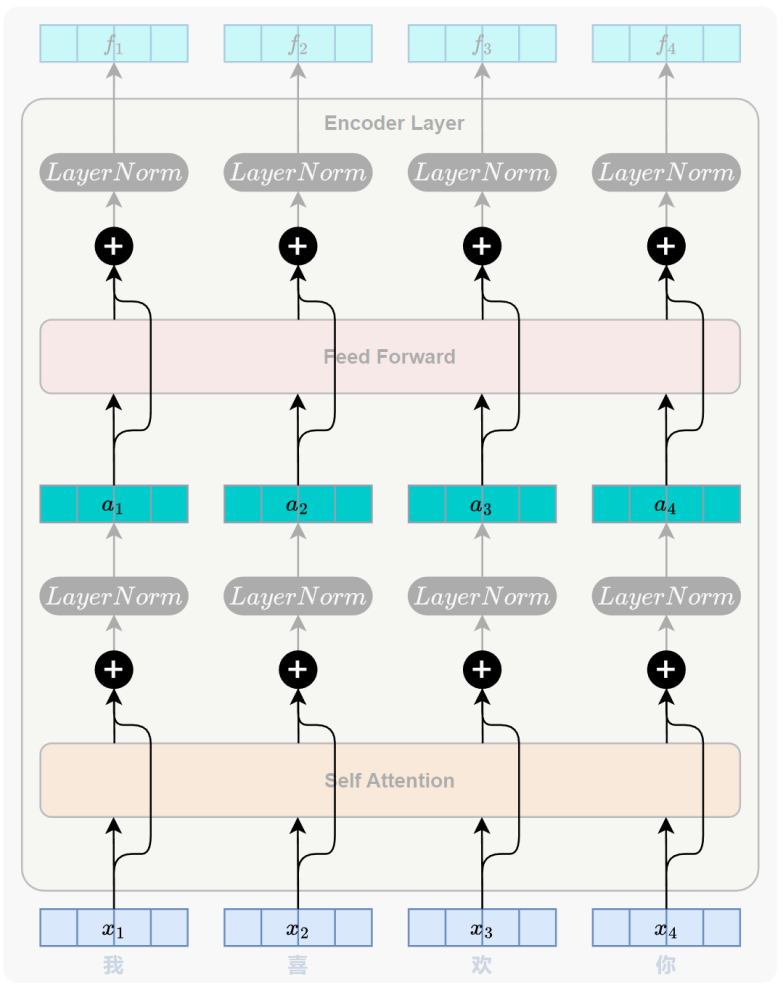 f₁ f₂ f₃ f₄
Encoder Layer
LayerNorm LayerNorm LayerNorm LayerNorm
+ + + +
Feed Forward
a₁ a₂ a₃ a₄
LayerNorm LayerNorm LayerNorm LayerNorm
+ + + +
Self Attention
x₁ x₂ x₃ x₄
我 喜 欢 你